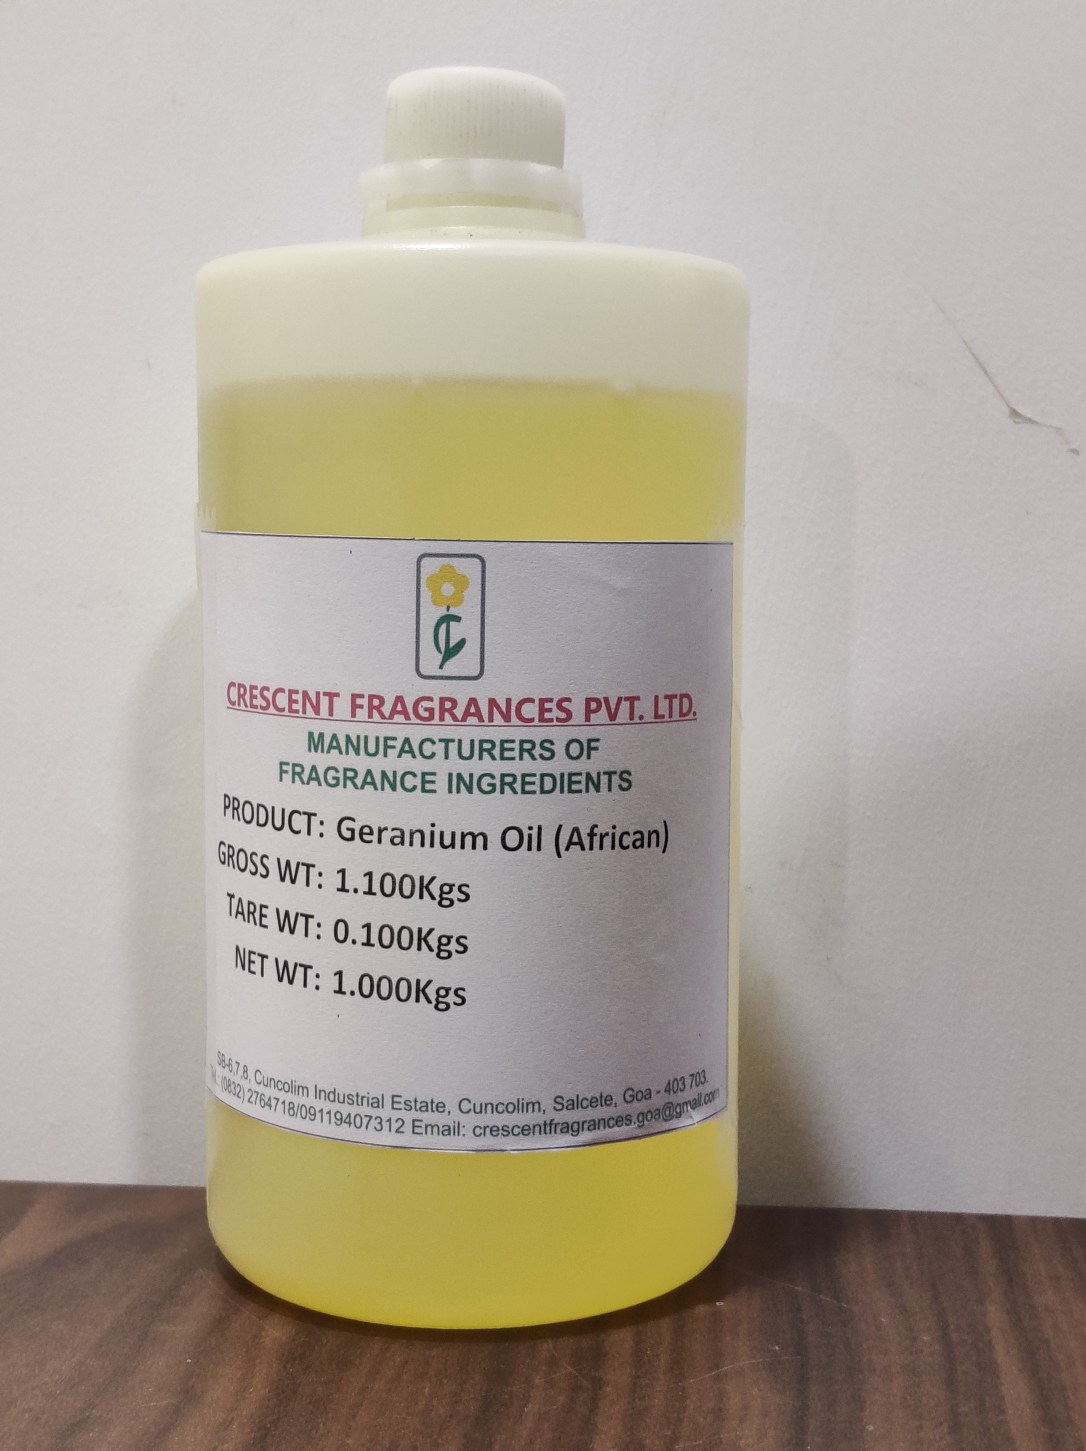 CRESCENT FRAGRANCES PVT. LTD.
MANUFACTURERS OF
FRAGRANCE INGREDIENTS
PRODUCT: Geranium Oil (African)
GROSS WT: 1.100Kgs
TARE WT: 0.100Kgs
NET WT: 1.000Kgs
SB-6,7,8, Cuncolim Industrial Estate, Cuncolim, Salcete, Goa - 403 703.
(0832) 2764718/09119407312 Email: crescentfragrances.goa@gmail.com